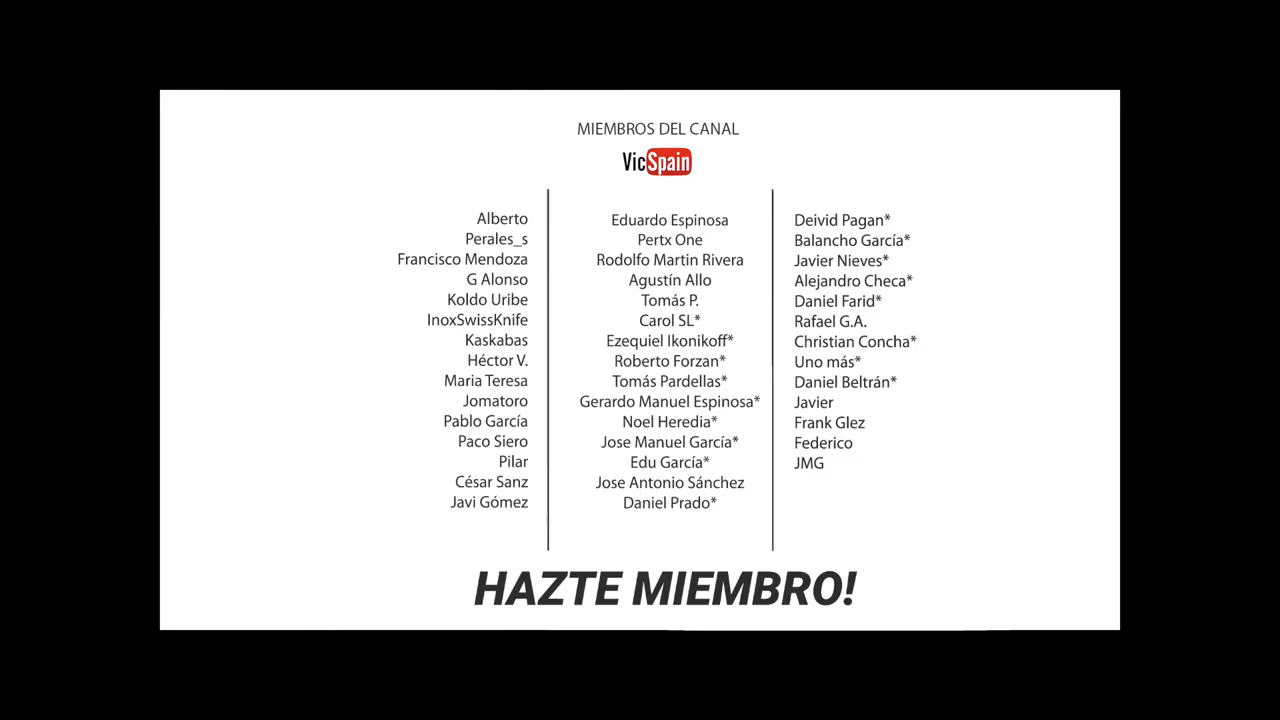 MIEMBROS DEL CANAL
VicSpain
Alberto
Perales_s
Francisco Mendoza
G Alonso
Koldo Uribe
InoxSwissKnife
Kaskabas
Héctor V.
Maria Teresa
Jomatoro
Pablo García
Paco Siero
Pilar
César Sanz
Javi Gómez
Eduardo Espinosa
Pertx One
Rodolfo Martin Rivera
Agustín Allo
Tomás P.
Carol SL*
Ezequiel Ikonikoff*
Roberto Forzan*
Tomás Pardellas*
Gerardo Manuel Espinosa*
Noel Heredia*
Jose Manuel García*
Edu García*
Jose Antonio Sánchez
Daniel Prado*
Deivid Pagan*
Balancho García*
Javier Nieves*
Alejandro Checa*
Daniel Farid*
Rafael G.A.
Christian Concha*
Uno más*
Daniel Beltrán*
Javier
Frank Glez
Federico
JMG
HAZTE MIEMBRO!